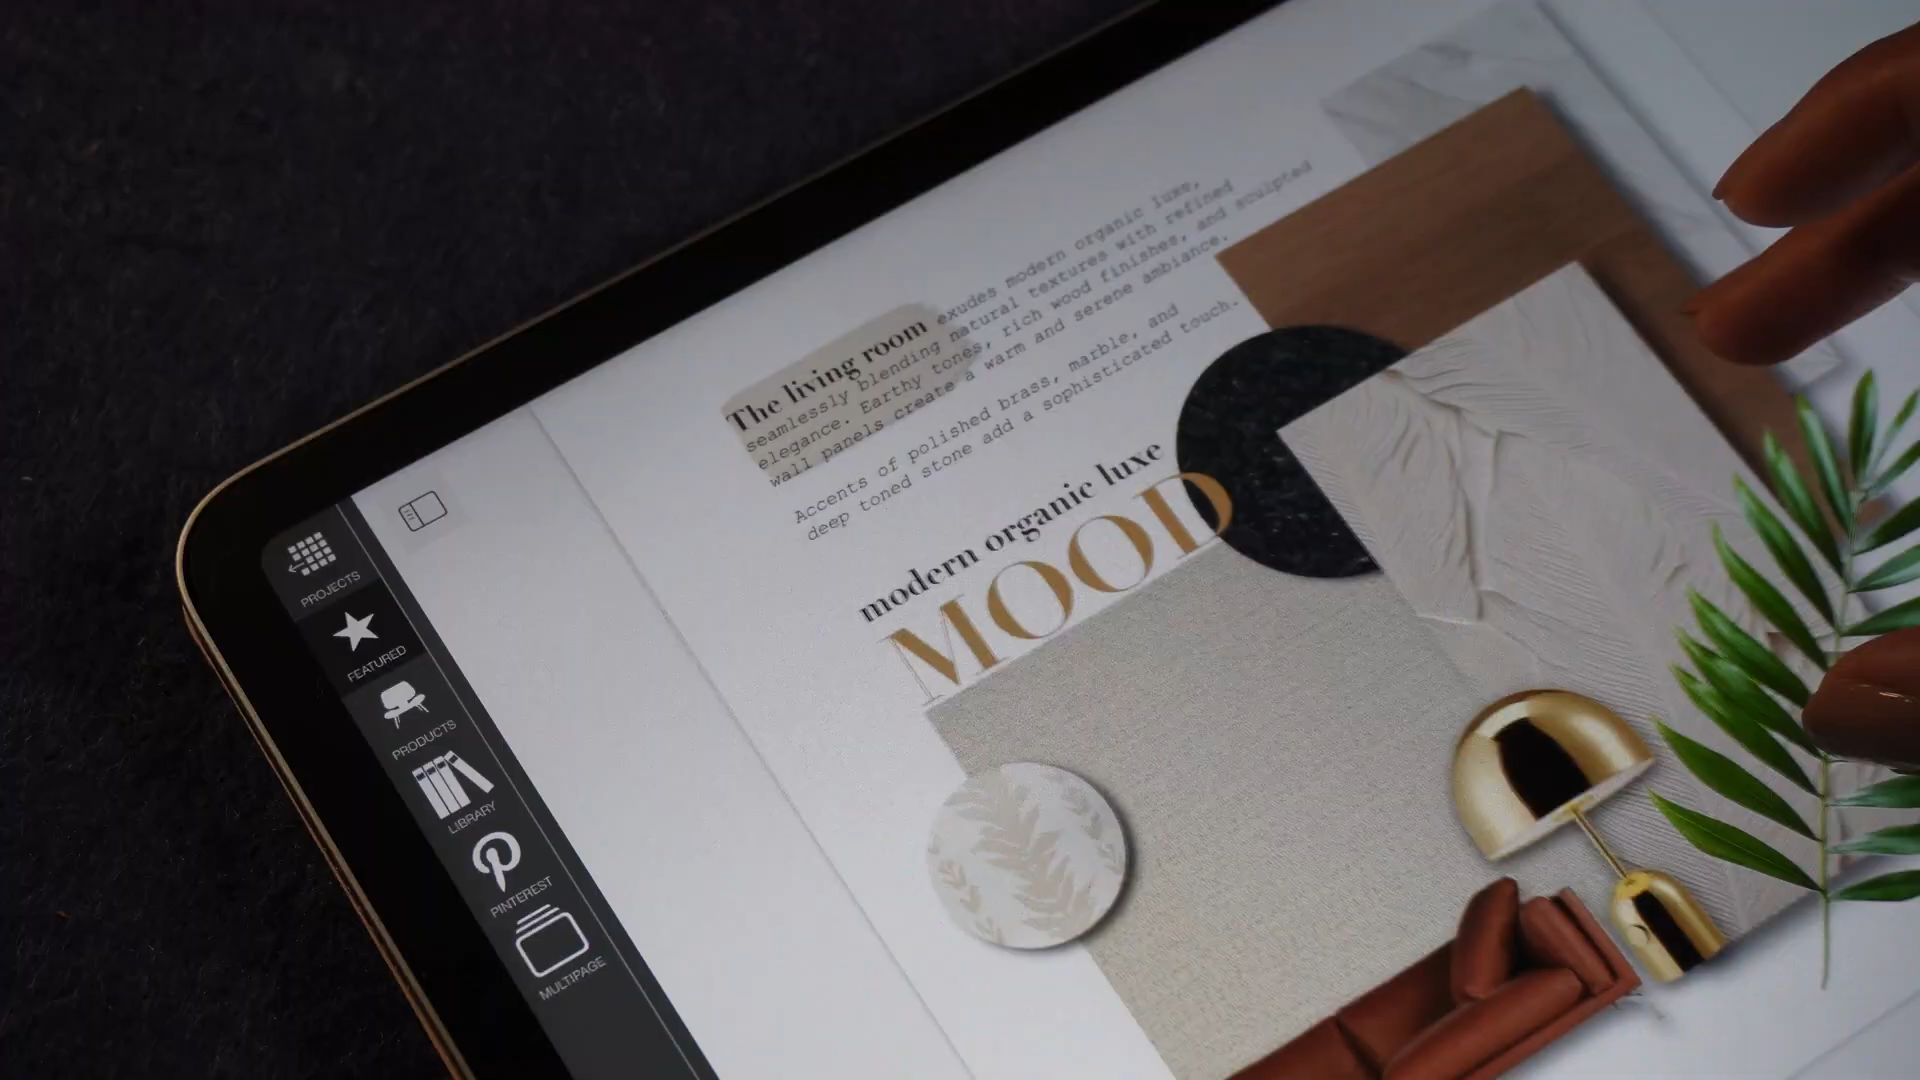 The living room exudes modern organic luxe,
seamlessly blending natural textures with refined
elegance. Earthy tones, rich wood finishes, and sculpted
wall panels create a warm and serene ambiance.
Accents of polished brass, marble, and
deep toned stone add a sophisticated touch.
modern organic luxe
MOOD
PROJECTS
FEATURED
PRODUCTS
LIBRARY
PINTEREST
MULTIPAGE